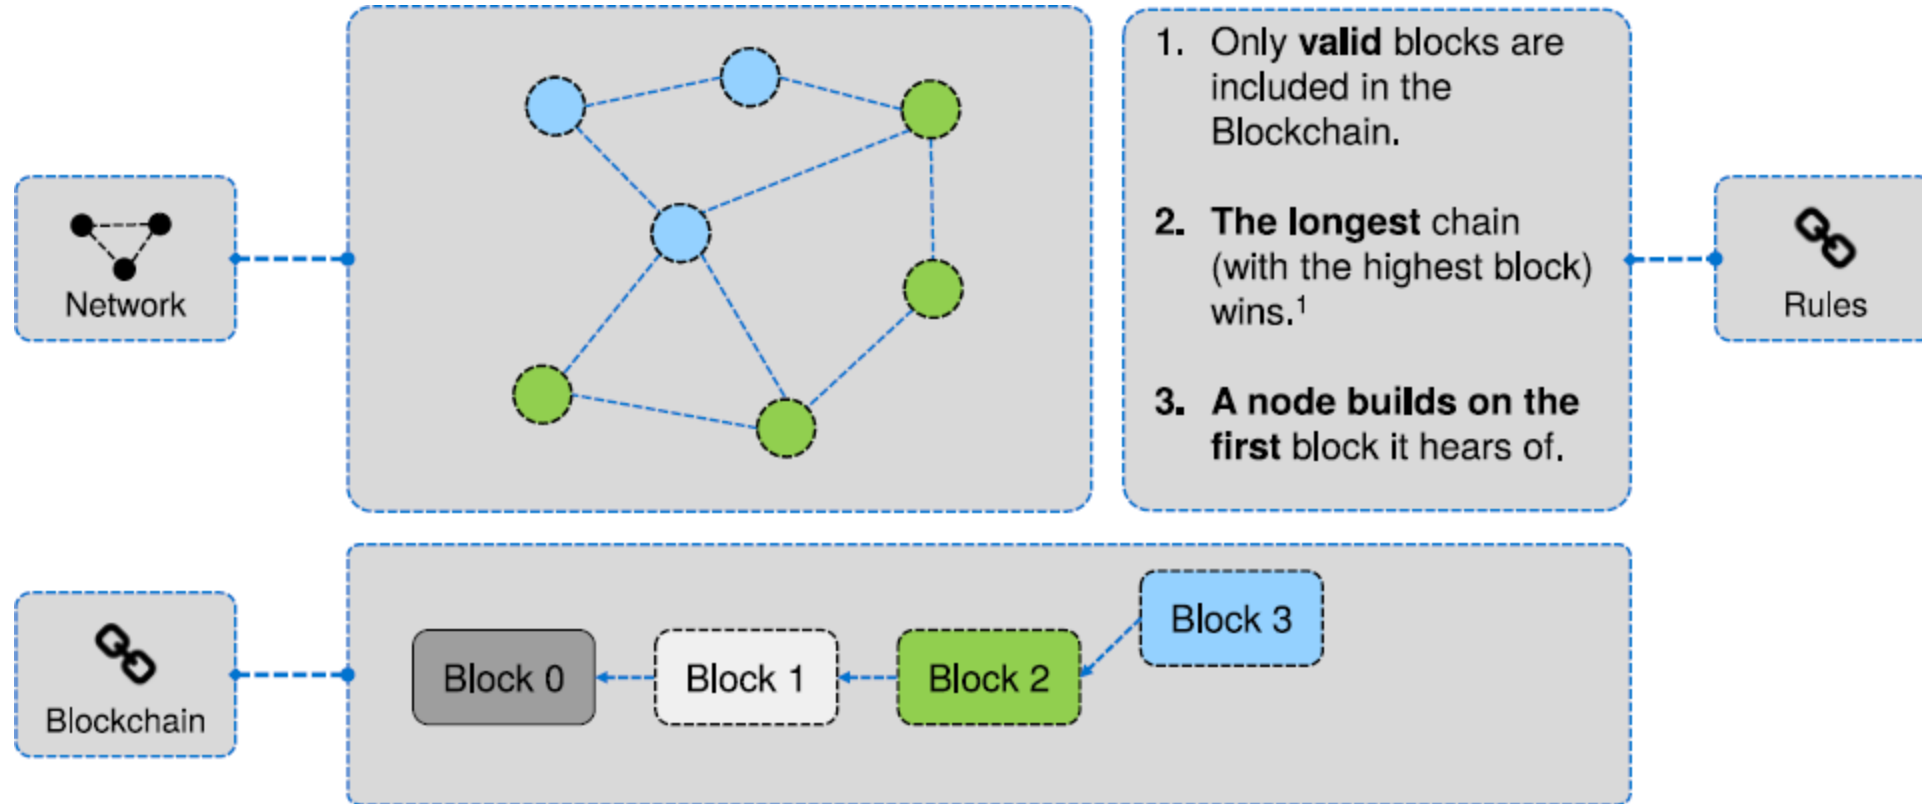 Network
1. Only valid blocks are
included in the
Blockchain.
2. The longest chain
(with the highest block)
wins.¹
3. A node builds on the
first block it hears of.
Rules
Blockchain
Block 0
Block 1
Block 2
Block 3